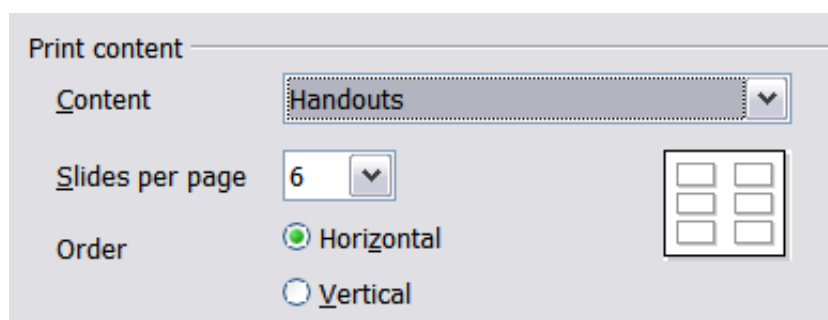 Print content
Content Handouts
Slides per page 6
Order Horizontal
Vertical